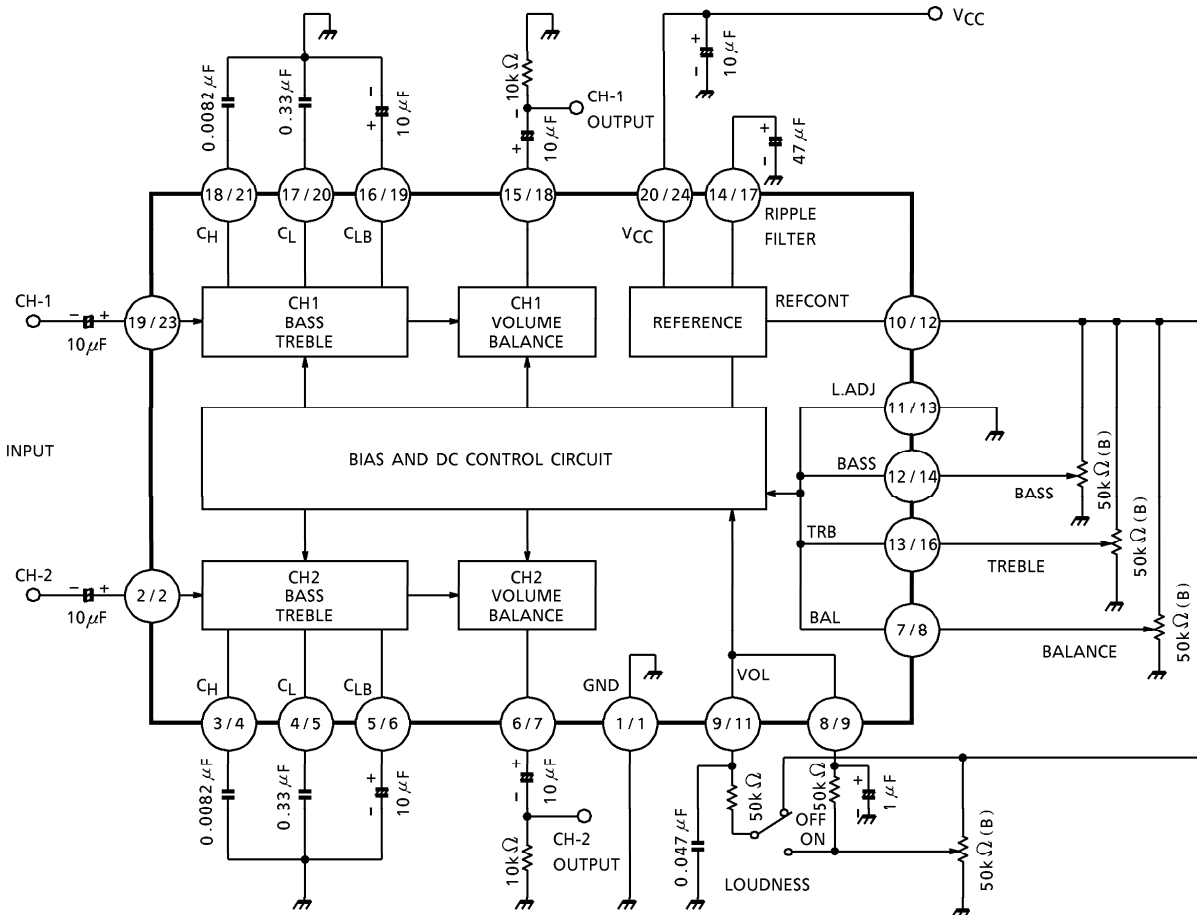 VCC
10μF
0.0082μF
0.33μF
10μF
10kΩ
CH-1
OUTPUT
10μF
47μF
18/21
17/20
16/19
15/18
20/24
14/17
RIPPLE
FILTER
CH
CL
CLB
VCC
CH-1
10μF
19/23
CH1
BASS
TREBLE
CH1
VOLUME
BALANCE
REFERENCE
REFCONT
10/12
L.ADJ
11/13
INPUT
BIAS AND DC CONTROL CIRCUIT
BASS
12/14
BASS
50kΩ(B)
TRB
13/16
TREBLE
50kΩ(B)
CH-2
10μF
2/2
CH2
BASS
TREBLE
CH2
VOLUME
BALANCE
BAL
7/8
BALANCE
50kΩ(B)
CH
CL
CLB
GND
VOL
3/4
4/5
5/6
6/7
1/1
9/11
8/9
0.0082μF
0.33μF
10μF
10μF
CH-2
OUTPUT
10kΩ
0.047μF
50kΩ
50kΩ
1μF
OFF
ON
LOUDNESS
50kΩ(B)